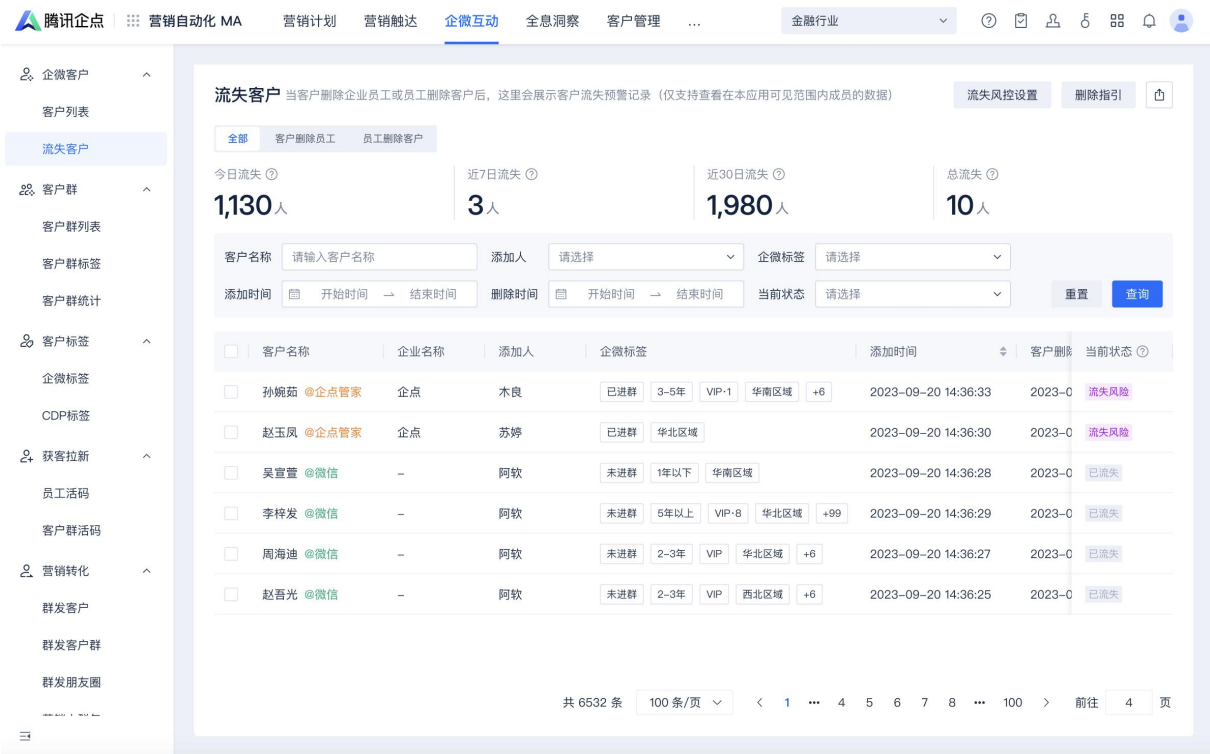 腾讯企点 营销自动化 MA 营销计划 营销触达 企微互动 全息洞察 客户管理 ... 金融行业
企微客户
客户列表
流失客户
客户群
客户群列表
客户群标签
客户群统计
客户标签
企微标签
CDP标签
获客拉新
员工活码
客户群活码
营销转化
群发客户
群发客户群
群发朋友圈
流失客户 当客户删除企业员工或员工删除客户后，这里会展示客户流失预警记录（仅支持查看在本应用可见范围内成员的数据） 流失风控设置 删除指引
全部 客户删除员工 员工删除客户
今日流失 近7日流失 近30日流失 总流失
1,130人 3人 1,980人 10人
客户名称 请输入客户名称 添加人 请选择 企微标签 请选择
添加时间 开始时间 → 结束时间 删除时间 开始时间 → 结束时间 当前状态 请选择 重置 查询
客户名称 企业名称 添加人 企微标签 添加时间 客户删 当前状态
孙婉茹 @企点管家 企点 木良 已进群 3-5年 VIP·1 华南区域 +6 2023-09-20 14:36:33 2023-0 流失风险
赵玉凤 @企点管家 企点 苏婷 已进群 华北区域 2023-09-20 14:36:30 2023-0 流失风险
吴宣萱 @微信 – 阿软 未进群 1年以下 华南区域 2023-09-20 14:36:28 2023-0 已流失
李梓发 @微信 – 阿软 未进群 5年以上 VIP·8 华北区域 +99 2023-09-20 14:36:29 2023-0 已流失
周海迪 @微信 – 阿软 未进群 2-3年 VIP 华北区域 +6 2023-09-20 14:36:27 2023-0 已流失
赵吾光 @微信 – 阿软 未进群 2-3年 VIP 西北区域 +6 2023-09-20 14:36:25 2023-0 已流失
共 6532 条 100 条/页 < 1 ••• 4 5 6 7 8 ••• 100 > 前往 4 页